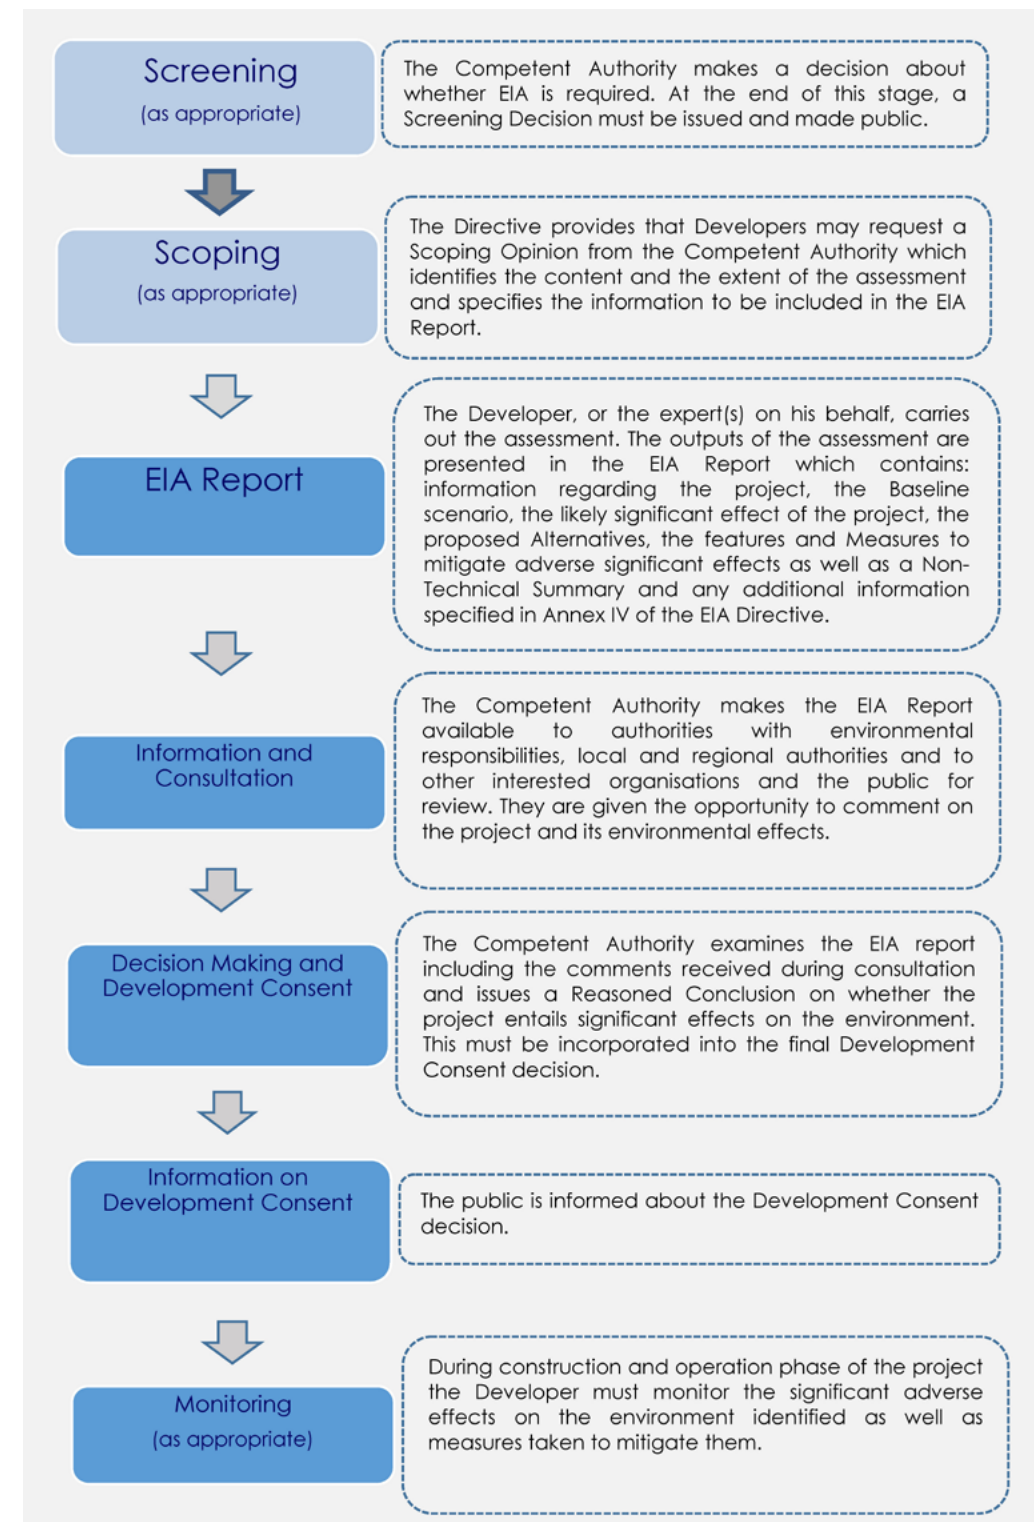 Screening
(as appropriate)
The Competent Authority makes a decision about
whether EIA is required. At the end of this stage, a
Screening Decision must be issued and made public.
Scoping
(as appropriate)
The Directive provides that Developers may request a
Scoping Opinion from the Competent Authority which
identifies the content and the extent of the assessment
and specifies the information to be included in the EIA
Report.
EIA Report
The Developer, or the expert(s) on his behalf, carries
out the assessment. The outputs of the assessment are
presented in the EIA Report which contains:
information regarding the project, the Baseline
scenario, the likely significant effect of the project, the
proposed Alternatives, the features and Measures to
mitigate adverse significant effects as well as a Non-
Technical Summary and any additional information
specified in Annex IV of the EIA Directive.
Information and
Consultation
The Competent Authority makes the EIA Report
available to authorities with environmental
responsibilities, local and regional authorities and to
other interested organisations and the public for
review. They are given the opportunity to comment on
the project and its environmental effects.
Decision Making and
Development Consent
The Competent Authority examines the EIA report
including the comments received during consultation
and issues a Reasoned Conclusion on whether the
project entails significant effects on the environment.
This must be incorporated into the final Development
Consent decision.
Information on
Development Consent
The public is informed about the Development Consent
decision.
Monitoring
(as appropriate)
During construction and operation phase of the project
the Developer must monitor the significant adverse
effects on the environment identified as well as
measures taken to mitigate them.